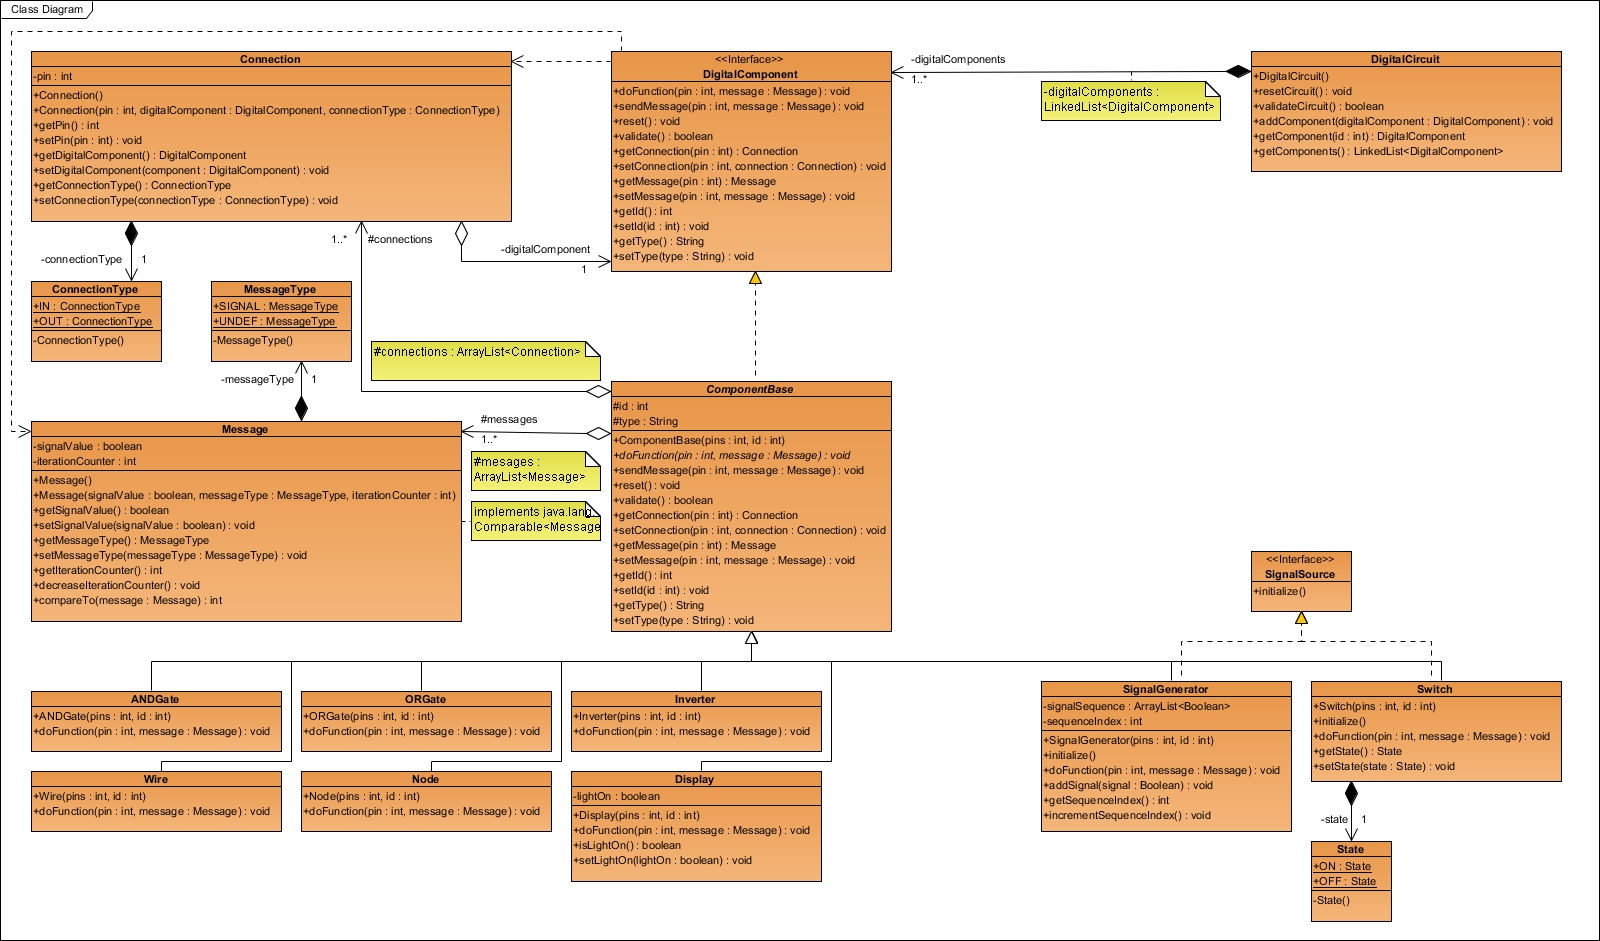 Class Diagram
Connection
-pin : int
+Connection()
+Connection(pin : int, digitalComponent : DigitalComponent, connectionType : ConnectionType)
+getPin() : int
+setPin(pin : int) : void
+getDigitalComponent() : DigitalComponent
+setDigitalComponent(component : DigitalComponent) : void
+getConnectionType() : ConnectionType
+setConnectionType(connectionType : ConnectionType) : void
<<Interface>>
DigitalComponent
+doFunction(pin : int, message : Message) : void
+sendMessage(pin : int, message : Message) : void
+reset() : void
+validate() : boolean
+getConnection(pin : int) : Connection
+setConnection(pin : int, connection : Connection) : void
+getMessage(pin : int) : Message
+setMessage(pin : int, message : Message) : void
+getId() : int
+setId(id : int) : void
+getType() : String
+setType(type : String) : void
-digitalComponents
1..*
-digitalComponents :
LinkedList<DigitalComponent>
DigitalCircuit
+DigitalCircuit()
+resetCircuit() : void
+validateCircuit() : boolean
+addComponent(digitalComponent : DigitalComponent) : void
+getComponent(id : int) : DigitalComponent
+getComponents() : LinkedList<DigitalComponent>
1..*
#connections
-digitalComponent
1
-connectionType
1
ConnectionType
+IN : ConnectionType
+OUT : ConnectionType
-ConnectionType()
MessageType
+SIGNAL : MessageType
+UNDEF : MessageType
-MessageType()
-messageType
1
#connections : ArrayList<Connection>
Message
-signalValue : boolean
-iterationCounter : int
+Message()
+Message(signalValue : boolean, messageType : MessageType, iterationCounter : int)
+getSignalValue() : boolean
+setSignalValue(signalValue : boolean) : void
+getMessageType() : MessageType
+setMessageType(messageType : MessageType) : void
+getIterationCounter() : int
+decreaseIterationCounter() : void
+compareTo(message : Message) : int
#messages
1..*
#mesages :
ArrayList<Message>
implements java.lang.
Comparable<Message
ComponentBase
#id : int
#type : String
+ComponentBase(pins : int, id : int)
+doFunction(pin : int, message : Message) : void
+sendMessage(pin : int, message : Message) : void
+reset() : void
+validate() : boolean
+getConnection(pin : int) : Connection
+setConnection(pin : int, connection : Connection) : void
+getMessage(pin : int) : Message
+setMessage(pin : int, message : Message) : void
+getId() : int
+setId(id : int) : void
+getType() : String
+setType(type : String) : void
<<Interface>>
SignalSource
+initialize()
ANDGate
+ANDGate(pins : int, id : int)
+doFunction(pin : int, message : Message) : void
ORGate
+ORGate(pins : int, id : int)
+doFunction(pin : int, message : Message) : void
Inverter
+Inverter(pins : int, id : int)
+doFunction(pin : int, message : Message) : void
Wire
+Wire(pins : int, id : int)
+doFunction(pin : int, message : Message) : void
Node
+Node(pins : int, id : int)
+doFunction(pin : int, message : Message) : void
Display
-lightOn : boolean
+Display(pins : int, id : int)
+doFunction(pin : int, message : Message) : void
+isLightOn() : boolean
+setLightOn(lightOn : boolean) : void
SignalGenerator
-signalSequence : ArrayList<Boolean>
-sequenceIndex : int
+SignalGenerator(pins : int, id : int)
+initialize()
+doFunction(pin : int, message : Message) : void
+addSignal(signal : Boolean) : void
+getSequenceIndex() : int
+incrementSequenceIndex() : void
Switch
+Switch(pins : int, id : int)
+initialize()
+doFunction(pin : int, message : Message) : void
+getState() : State
+setState(state : State) : void
-state
1
State
+ON : State
+OFF : State
-State()